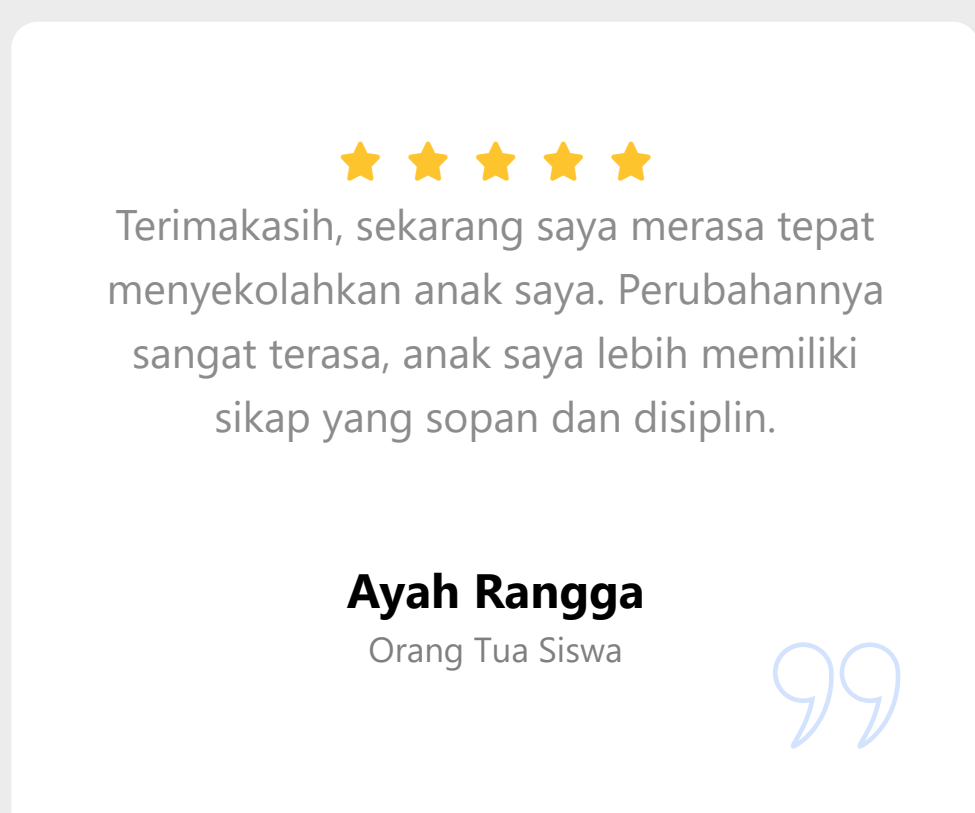 Terimakasih, sekarang saya merasa tepat
menyekolahkan anak saya. Perubahannya
sangat terasa, anak saya lebih memiliki
sikap yang sopan dan disiplin.
Ayah Rangga
Orang Tua Siswa